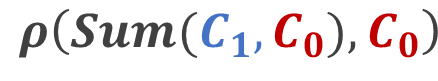 ρ(Sum(C₁, C₀), C₀)